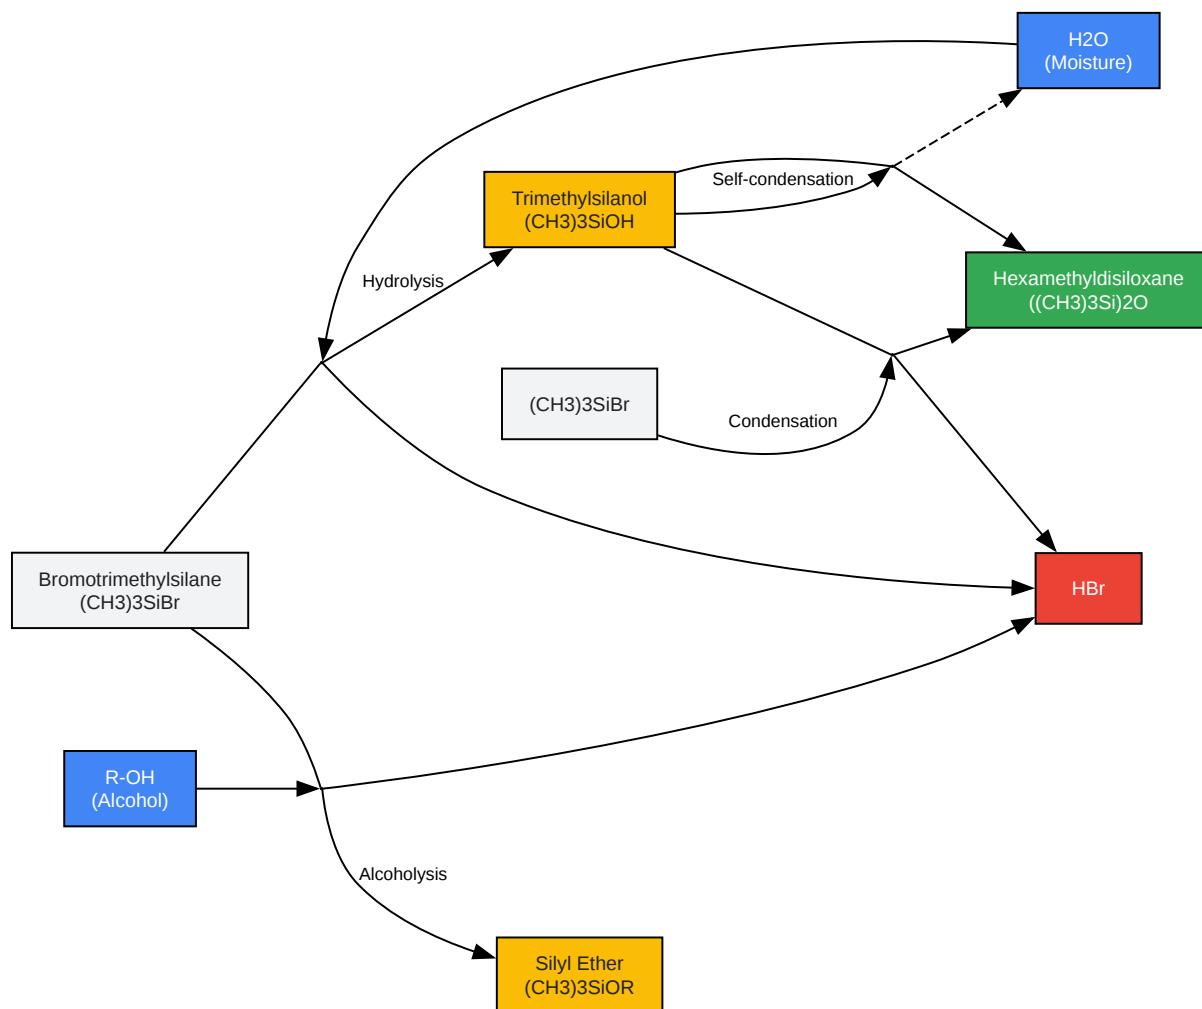 H2O
(Moisture)
Self-condensation
Trimethylsilanol
(CH3)3SiOH
Hydrolysis
Hexamethyldisiloxane
((CH3)3Si)2O
(CH3)3SiBr
Condensation
Bromotrimethylsilane
(CH3)3SiBr
HBr
R-OH
(Alcohol)
Alcoholysis
Silyl Ether
(CH3)3SiOR